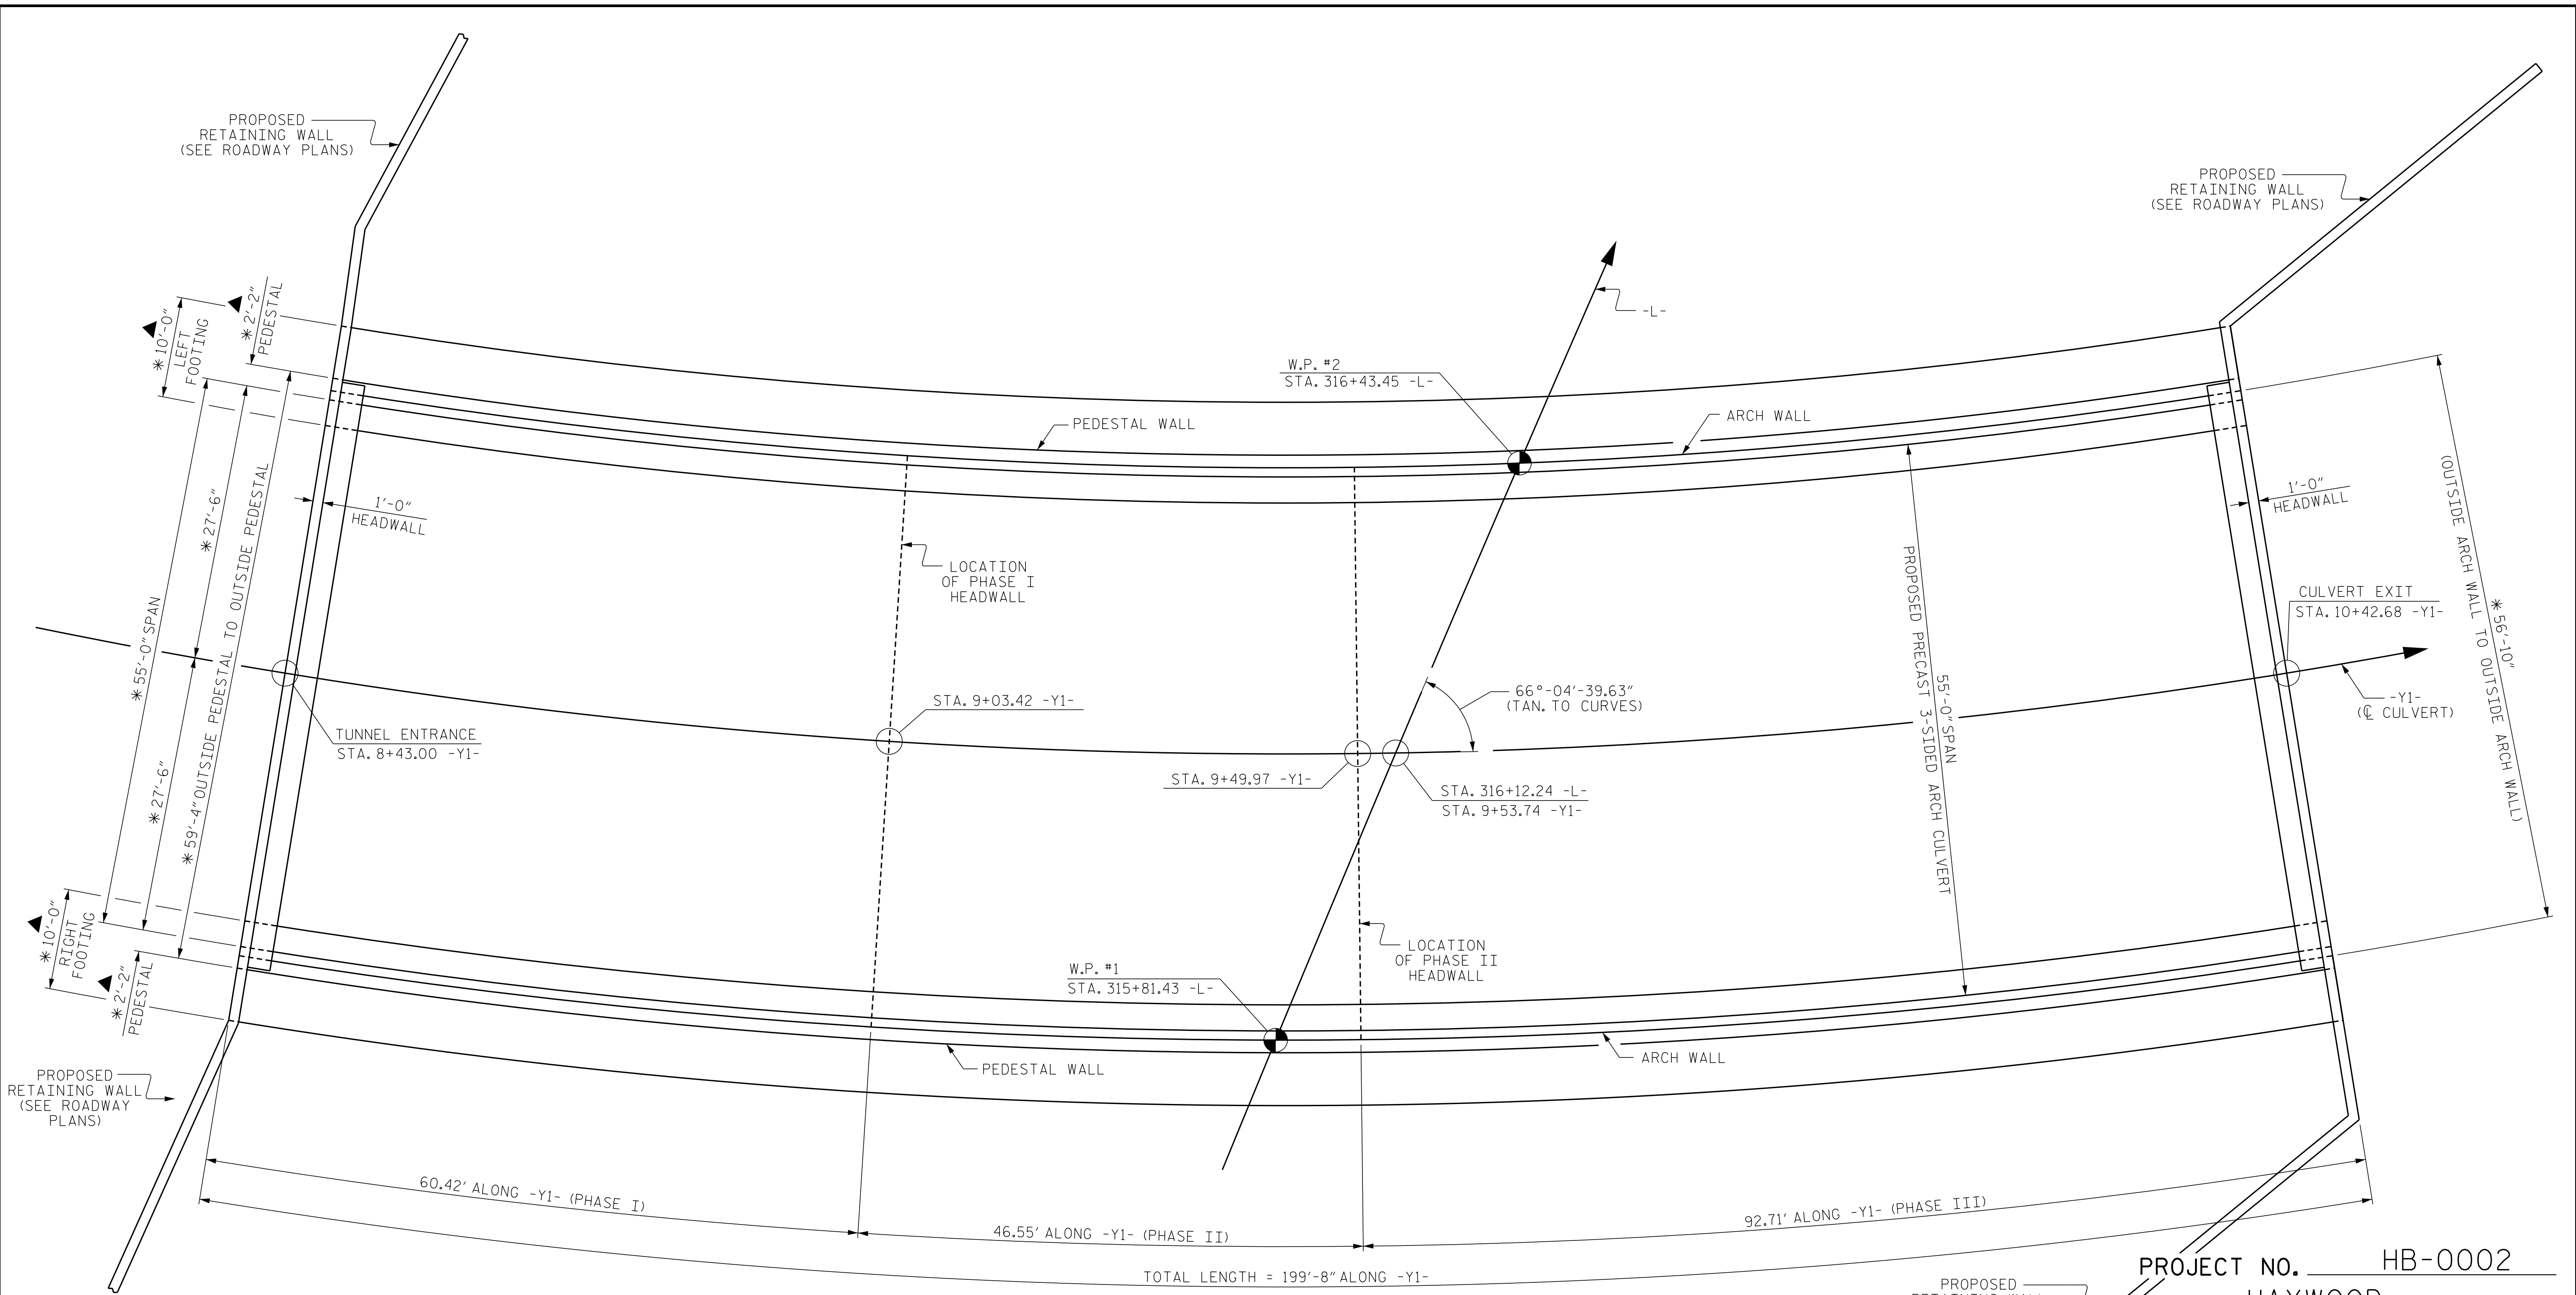 PROPOSED
RETAINING WALL
(SEE ROADWAY PLANS)
PROPOSED
RETAINING WALL
(SEE ROADWAY PLANS)
-L-
W.P. #2
STA. 316+43.45 -L-
*10'-0"
LEFT
FOOTING
*2'-2"
PEDESTAL
PEDESTAL WALL
ARCH WALL
1'-0"
HEADWALL
1'-0"
HEADWALL
*27'-6"
*55'-0" SPAN
*59'-4" OUTSIDE PEDESTAL TO OUTSIDE PEDESTAL
*27'-6"
LOCATION
OF PHASE I
HEADWALL
PROPOSED PRECAST 3-SIDED ARCH CULVERT
55'-0" SPAN
CULVERT EXIT
STA. 10+42.68 -Y1-
*56'-10"
(OUTSIDE ARCH WALL TO OUTSIDE ARCH WALL)
66°-04'-39.63"
(TAN. TO CURVES)
STA. 9+03.42 -Y1-
-Y1-
(℄ CULVERT)
TUNNEL ENTRANCE
STA. 8+43.00 -Y1-
STA. 9+49.97 -Y1-
STA. 316+12.24 -L-
STA. 9+53.74 -Y1-
*10'-0"
RIGHT
FOOTING
*2'-2"
PEDESTAL
W.P. #1
STA. 315+81.43 -L-
LOCATION
OF PHASE II
HEADWALL
PEDESTAL WALL
ARCH WALL
PROPOSED
RETAINING WALL
(SEE ROADWAY
PLANS)
60.42' ALONG -Y1- (PHASE I)
46.55' ALONG -Y1- (PHASE II)
92.71' ALONG -Y1- (PHASE III)
TOTAL LENGTH = 199'-8" ALONG -Y1-
PROJECT NO. HB-0002
PROPOSED